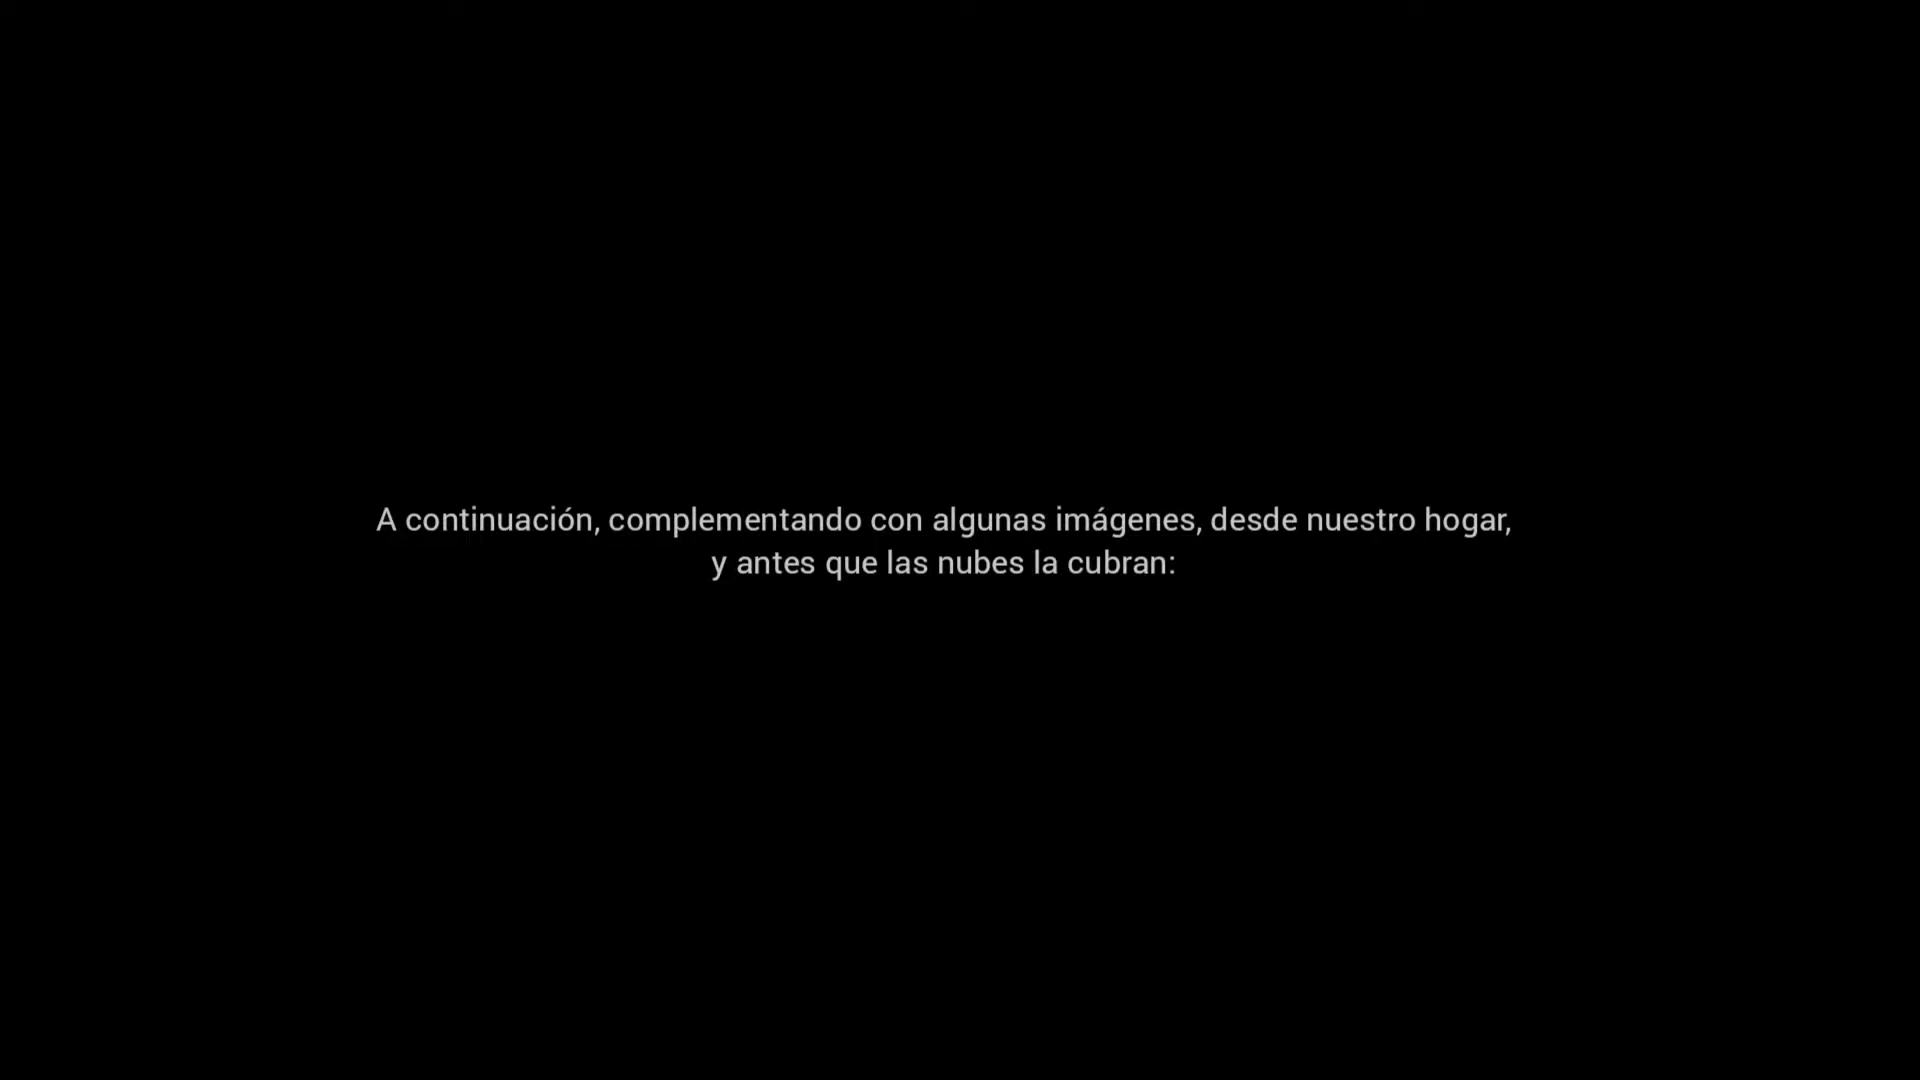 A continuación, complementando con algunas imágenes, desde nuestro hogar,
y antes que las nubes la cubran: